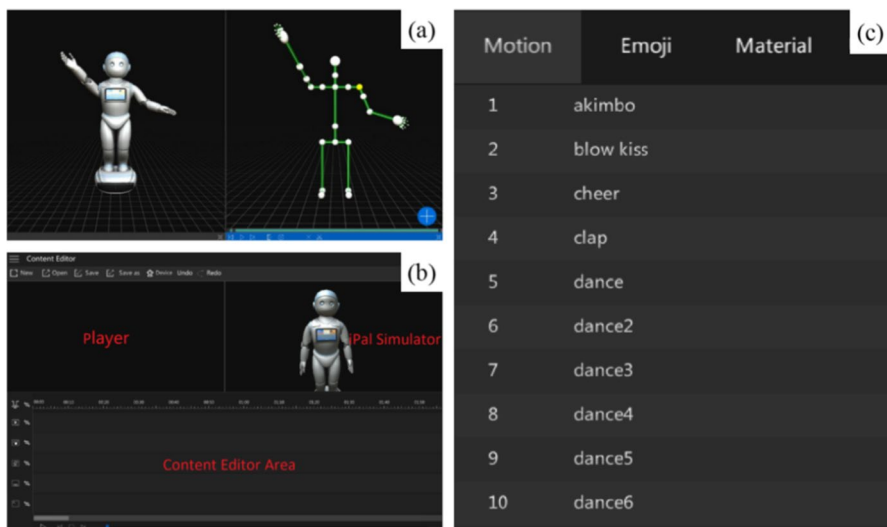 (a)
(b)
Content Editor
New Open Save Save as Device Undo Redo
Player
iPal Simulator
Content Editor Area
(c)
Motion Emoji Material
1 akimbo
2 blow kiss
3 cheer
4 clap
5 dance
6 dance2
7 dance3
8 dance4
9 dance5
10 dance6